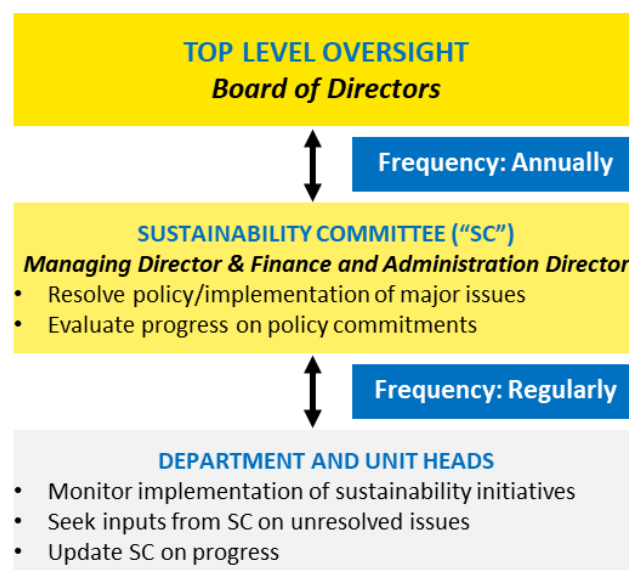 TOP LEVEL OVERSIGHT
Board of Directors
Frequency: Annually
SUSTAINABILITY COMMITTEE (“SC”)
Managing Director & Finance and Administration Director
• Resolve policy/implementation of major issues
• Evaluate progress on policy commitments
Frequency: Regularly
DEPARTMENT AND UNIT HEADS
• Monitor implementation of sustainability initiatives
• Seek inputs from SC on unresolved issues
• Update SC on progress